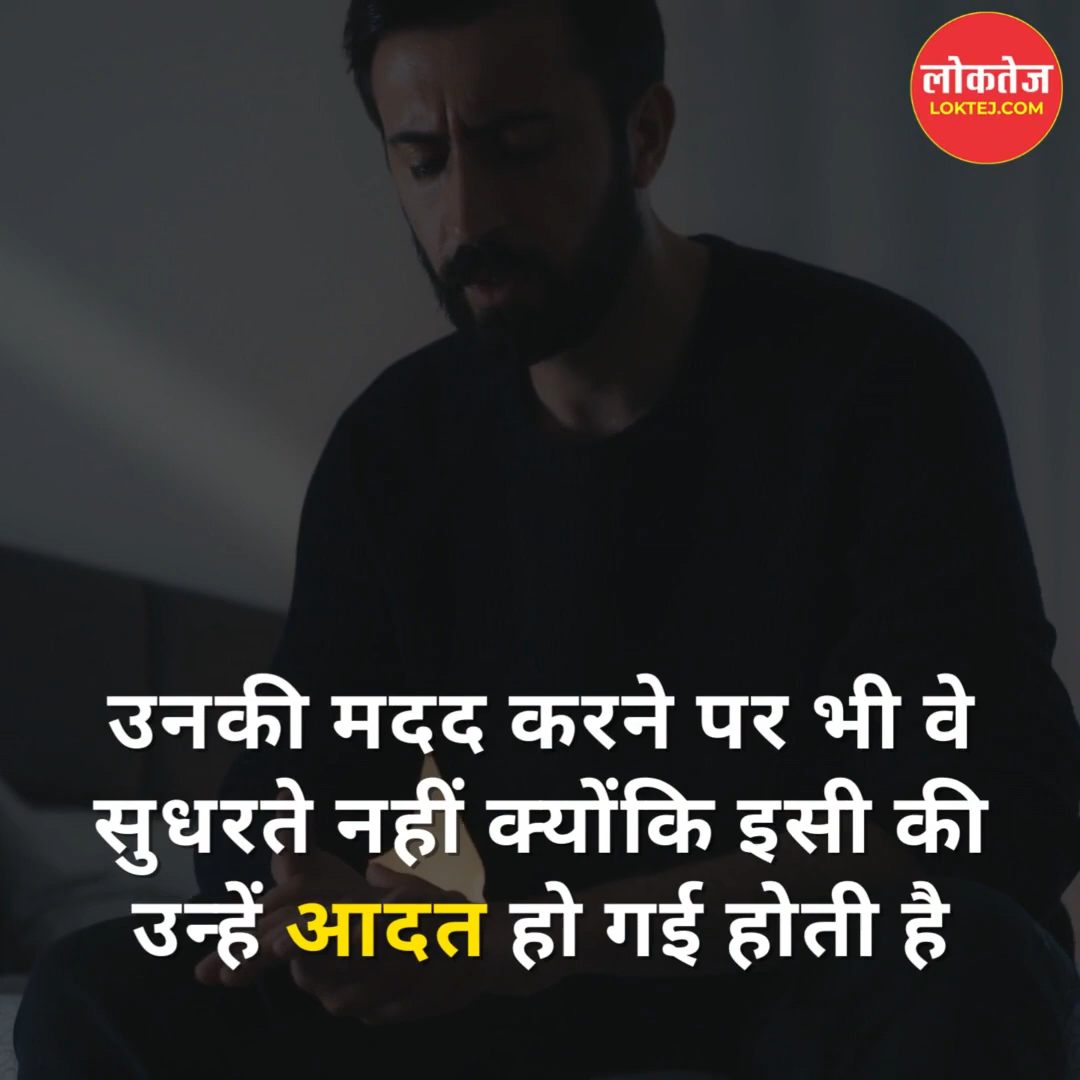 लोकतेज
LOKTEJ.COM
उनकी मदद करने पर भी वे
सुधरते नहीं क्योंकि इसी की
उन्हें आदत हो गई होती है